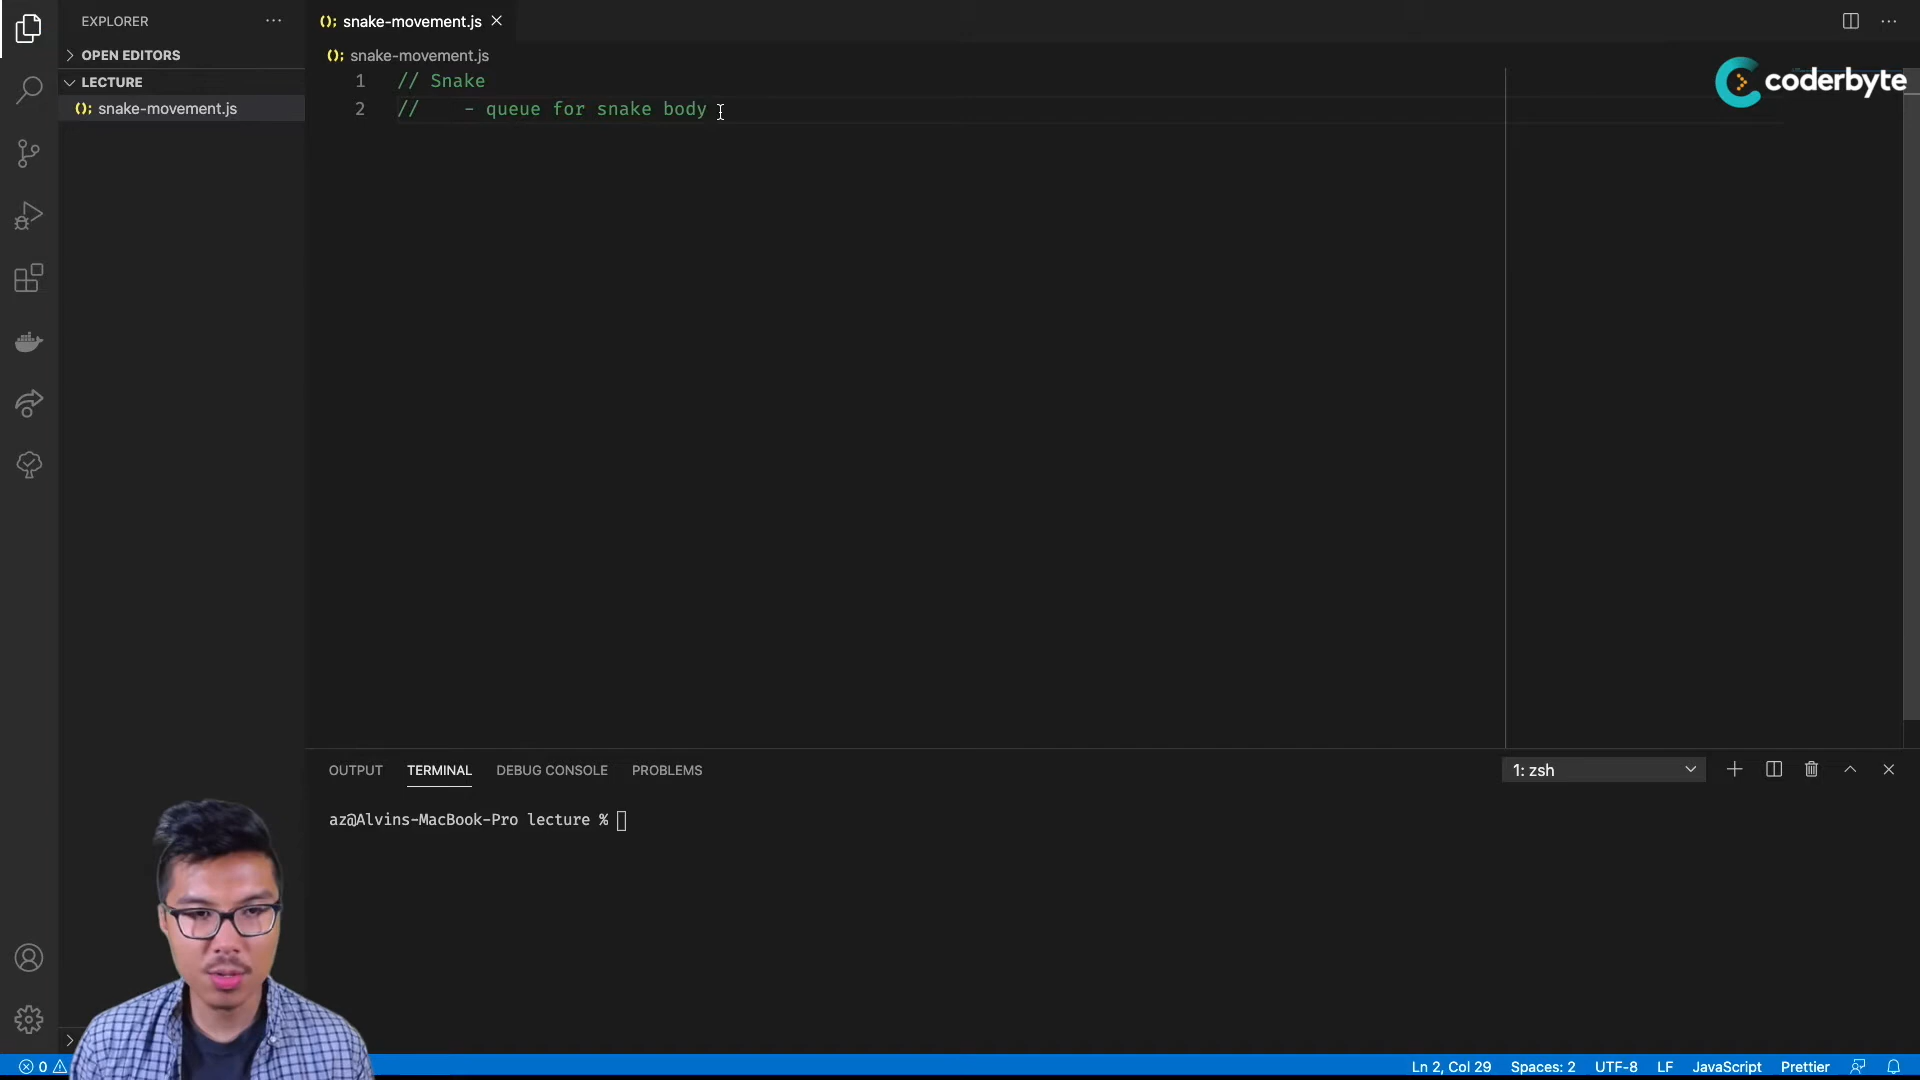 EXPLORER
snake-movement.js
OPEN EDITORS
snake-movement.js
LECTURE
1 // Snake
coderbyte
snake-movement.js
2 //    - queue for snake body
OUTPUT TERMINAL DEBUG CONSOLE PROBLEMS
1: zsh
az@Alvins-MacBook-Pro lecture %
0
Ln 2, Col 29 Spaces: 2 UTF-8 LF JavaScript Prettier